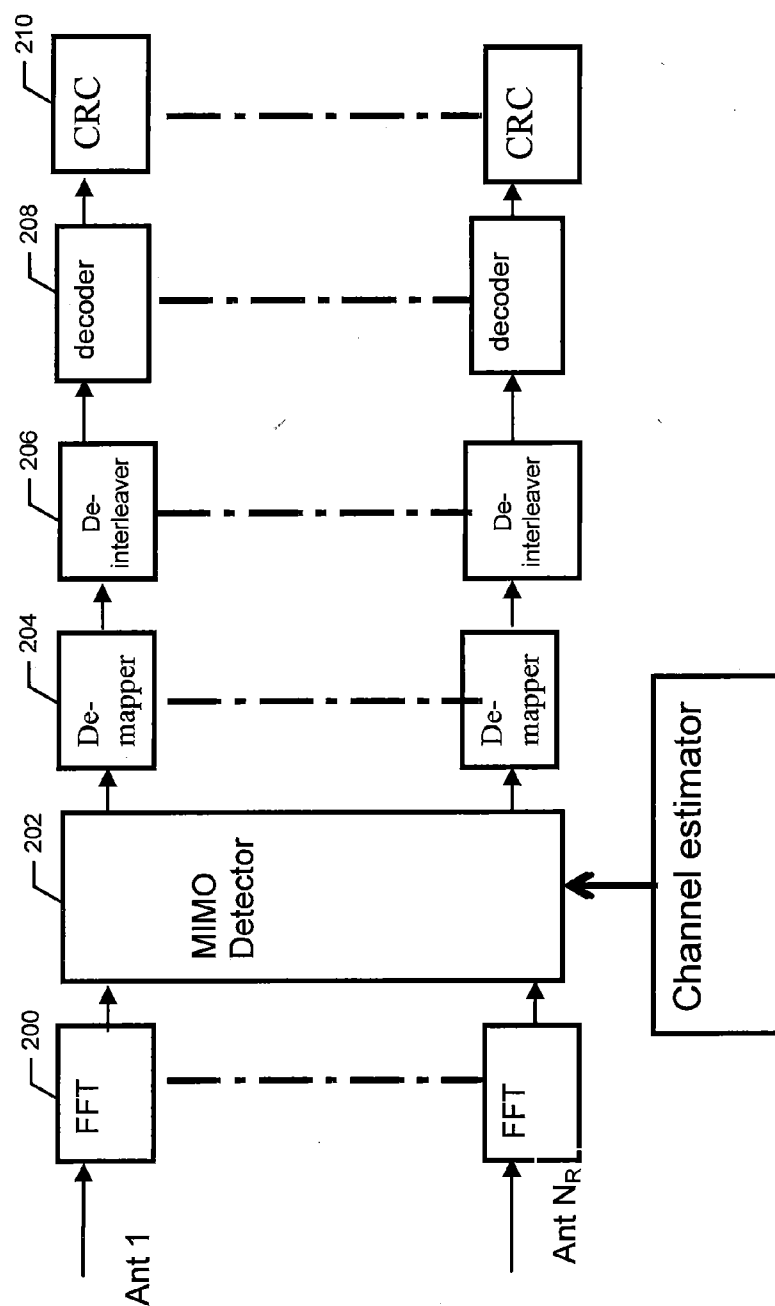 200
202
204
206
208
210
Ant 1
FFT
MIMO
Detector
De-
mapper
De-
interleaver
decoder
CRC
Ant NR
FFT
De-
mapper
De-
interleaver
decoder
CRC
Channel estimator